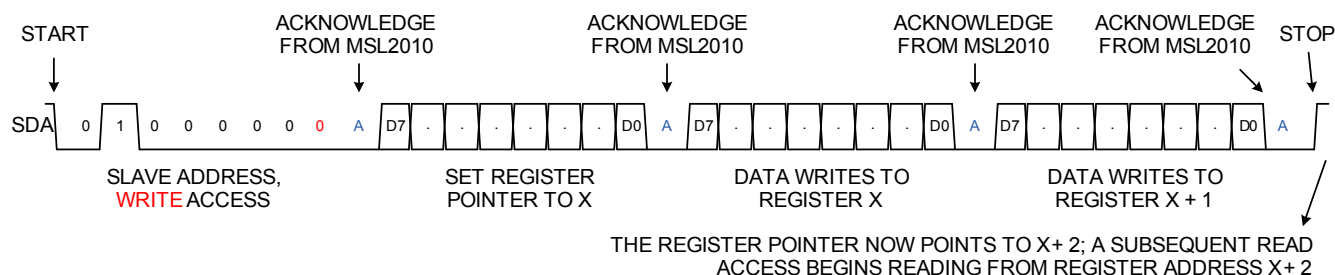 START
ACKNOWLEDGE
FROM MSL2010
ACKNOWLEDGE
FROM MSL2010
ACKNOWLEDGE
FROM MSL2010
ACKNOWLEDGE
FROM MSL2010
STOP
SDA 0 1 0 0 0 0 0 0 A D7 . . . . . . D0 A D7 . . . . . . D0 A D7 . . . . . . D0 A
SLAVE ADDRESS,
WRITE ACCESS
SET REGISTER
POINTER TO X
DATA WRITES TO
REGISTER X
DATA WRITES TO
REGISTER X + 1
THE REGISTER POINTER NOW POINTS TO X+ 2; A SUBSEQUENT READ
ACCESS BEGINS READING FROM REGISTER ADDRESS X+ 2